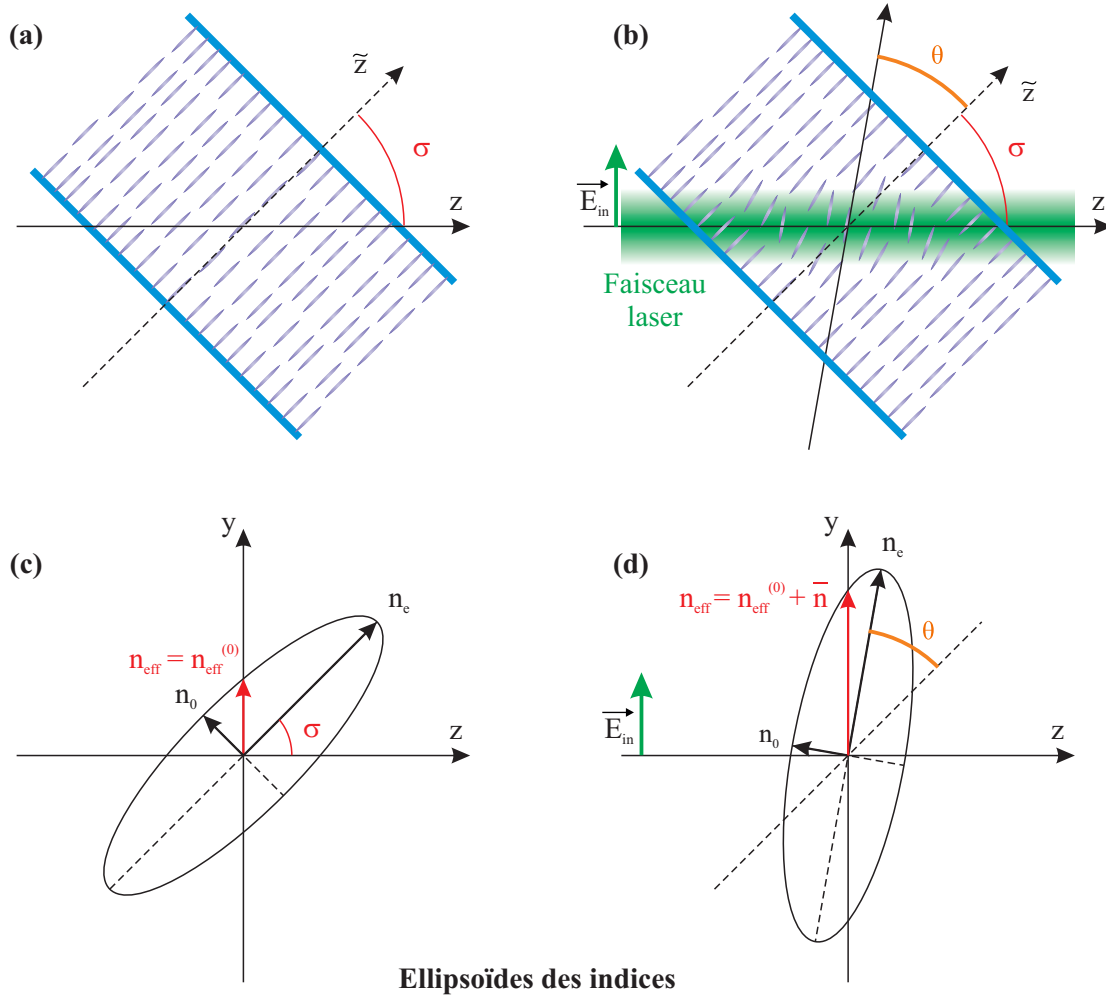 (a)
z̃
σ
z
(b)
θ
z̃
σ
E_in
z
Faisceau
laser
(c)
y
n_e
n_eff = n_eff^(0)
n_0
σ
z
(d)
y
n_e
n_eff = n_eff^(0) + n̅
θ
E_in
n_0
z
Ellipsoïdes des indices